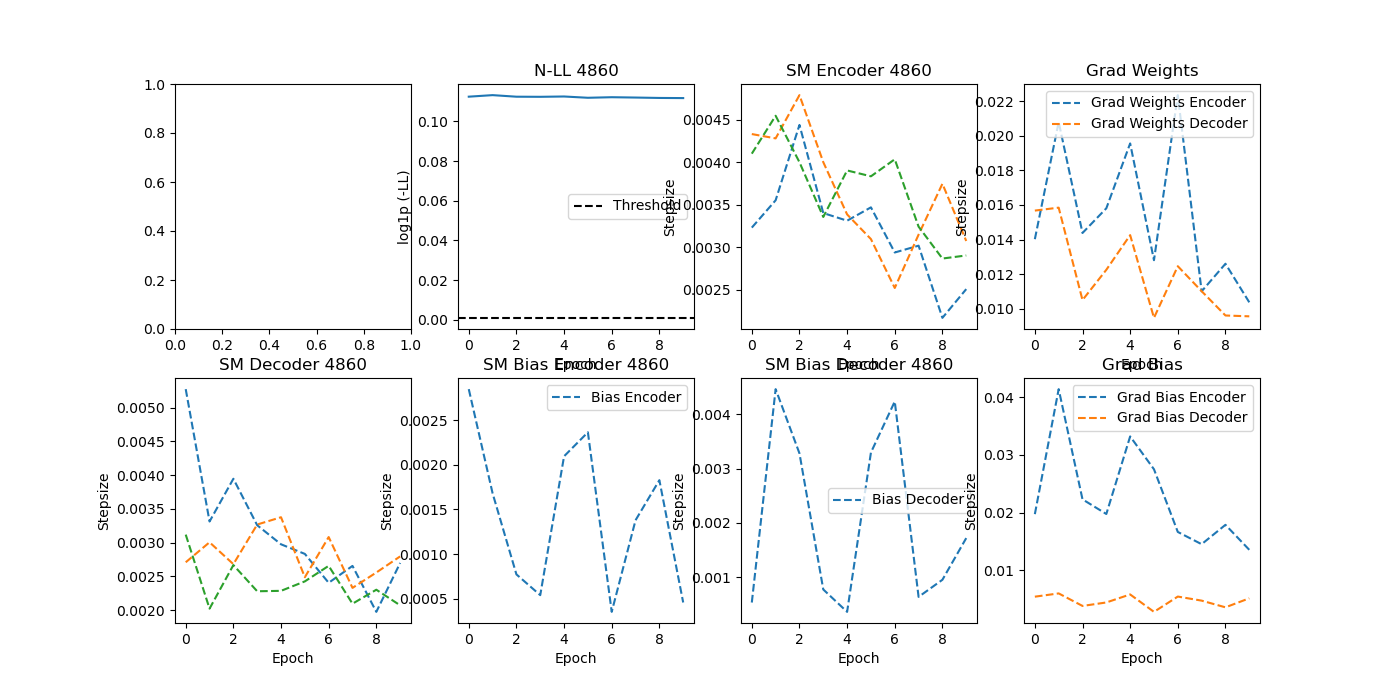 N-LL 4860
SM Encoder 4860
Grad Weights
1.0
0.8
0.6
0.4
0.2
0.0
0.0 0.2 0.4 0.6 0.8 1.0
log1p (-LL)
0.10
0.08
0.06
0.04
0.02
0.00
Threshold
0 2 4 6 8
Epoch
Stepsize
0.0045
0.0040
0.0035
0.0030
0.0025
0 2 4 6 8
Epoch
Stepsize
0.022
0.020
0.018
0.016
0.014
0.012
0.010
Grad Weights Encoder
Grad Weights Decoder
0 2 4 6 8
Epoch
SM Decoder 4860
SM Bias Encoder 4860
SM Bias Decoder 4860
Grad Bias
Stepsize
0.0050
0.0045
0.0040
0.0035
0.0030
0.0025
0.0020
0 2 4 6 8
Epoch
Stepsize
0.0025
0.0020
0.0015
0.0010
0.0005
Bias Encoder
0 2 4 6 8
Epoch
Stepsize
0.004
0.003
0.002
0.001
Bias Decoder
0 2 4 6 8
Epoch
Stepsize
0.04
0.03
0.02
0.01
Grad Bias Encoder
Grad Bias Decoder
0 2 4 6 8
Epoch